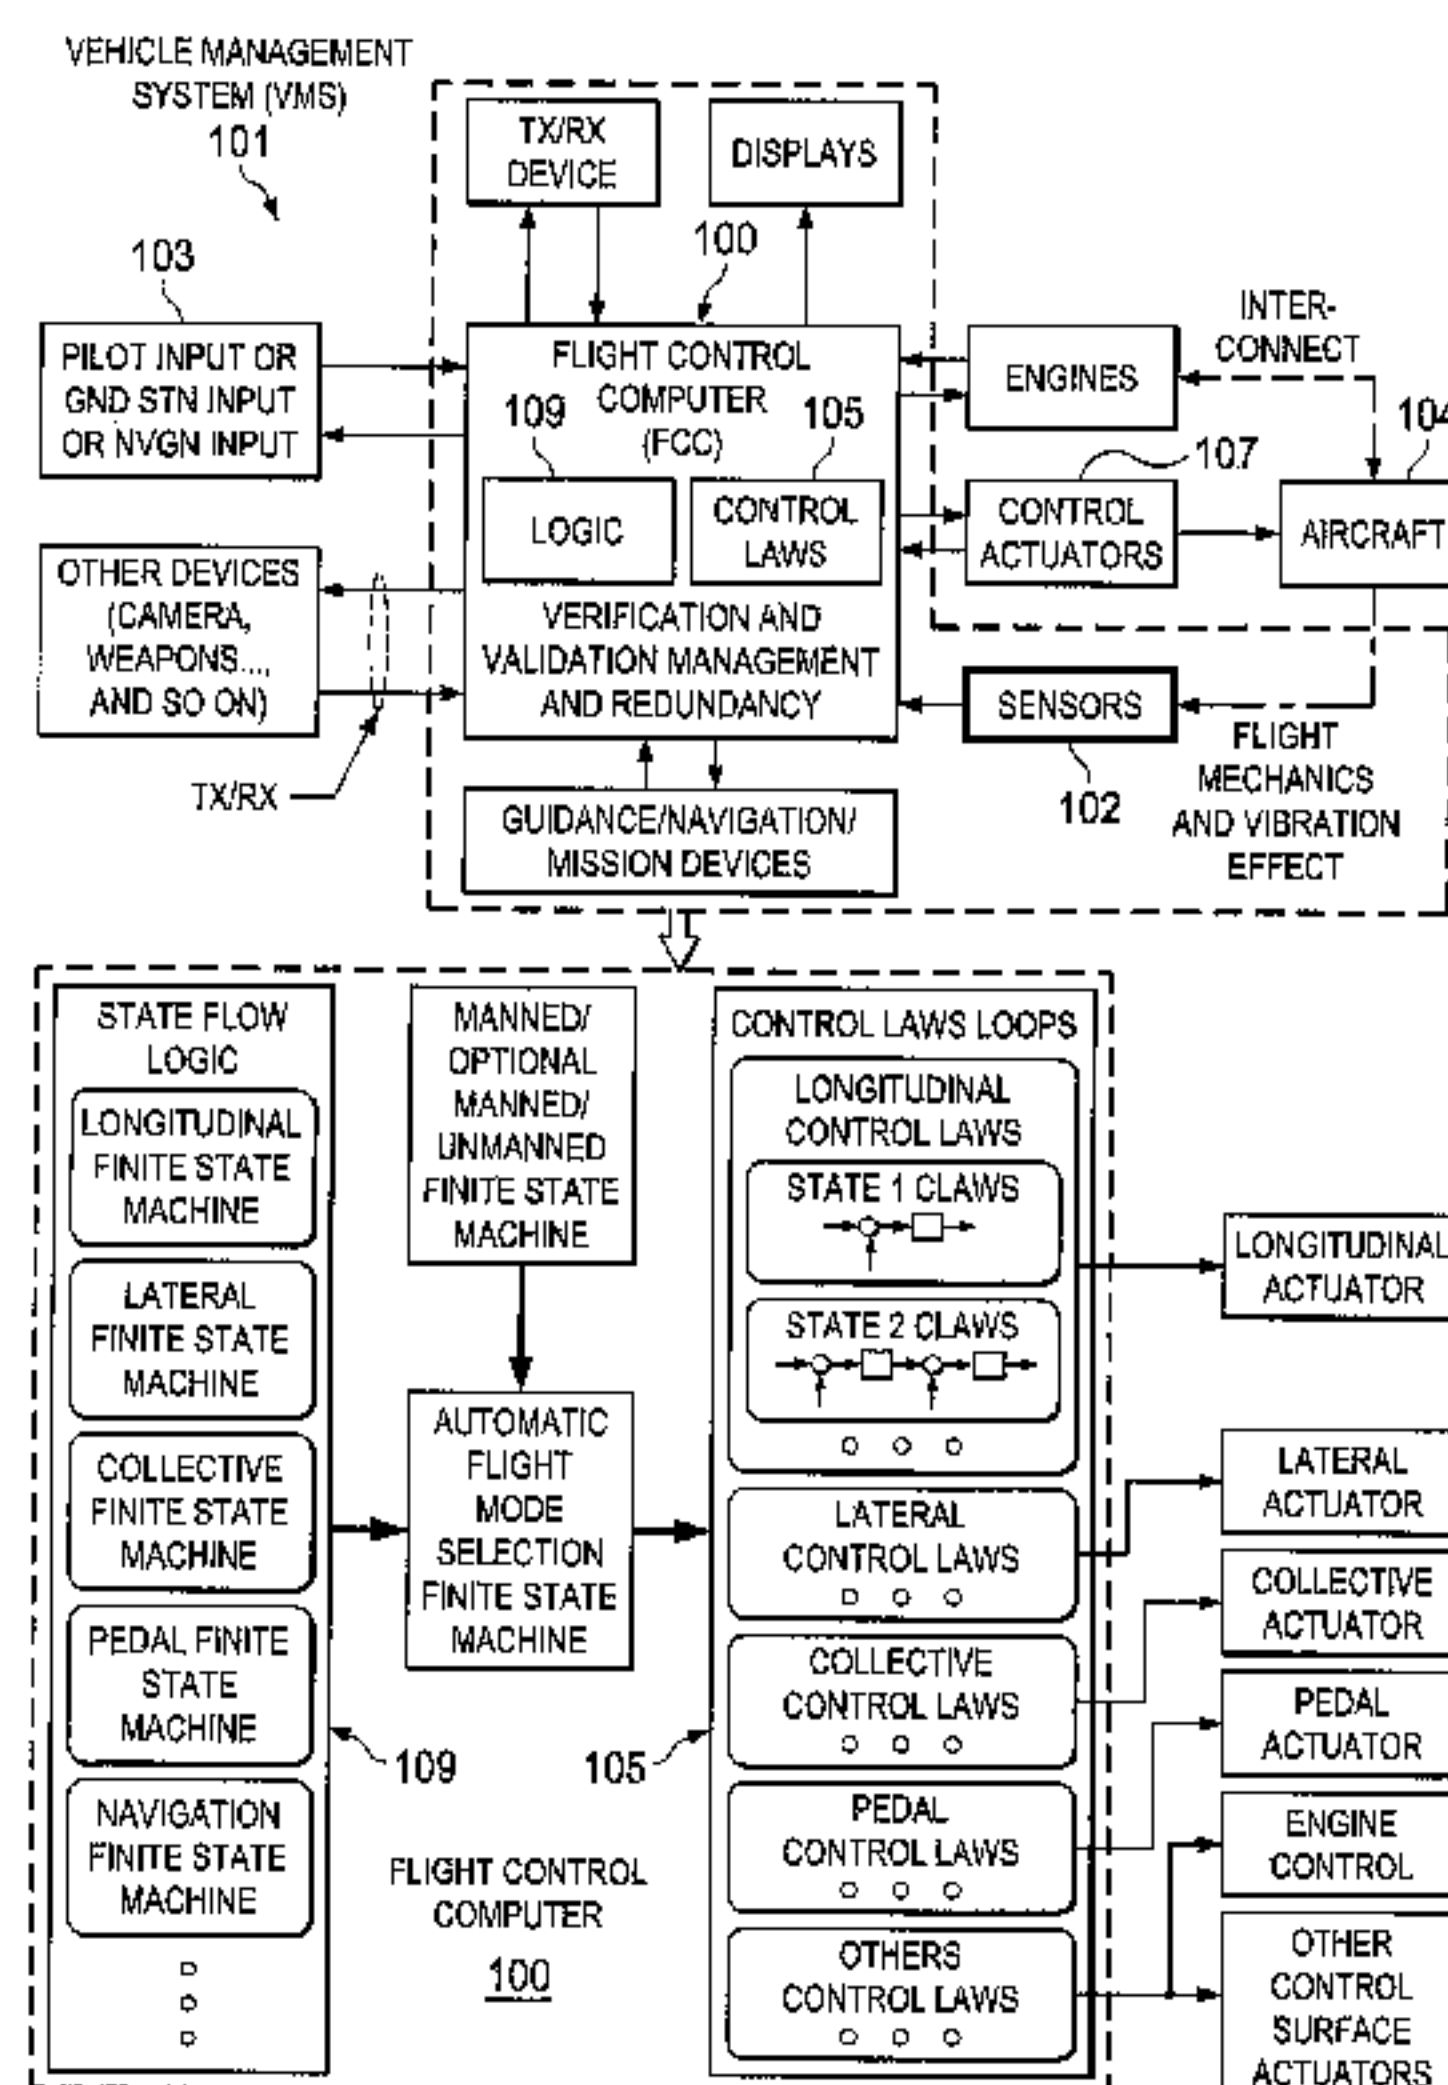 VEHICLE MANAGEMENT
SYSTEM (VMS)
101
TX/RX
DEVICE
DISPLAYS
100
103
PILOT INPUT OR
GND STN INPUT
OR NVGN INPUT
FLIGHT CONTROL
COMPUTER
(FCC)
109
105
LOGIC
CONTROL
LAWS
VERIFICATION AND
VALIDATION MANAGEMENT
AND REDUNDANCY
ENGINES
INTER-
CONNECT
104
107
CONTROL
ACTUATORS
AIRCRAFT
OTHER DEVICES
(CAMERA,
WEAPONS...,
AND SO ON)
TX/RX
SENSORS
102
FLIGHT
MECHANICS
AND VIBRATION
EFFECT
GUIDANCE/NAVIGATION/
MISSION DEVICES
STATE FLOW
LOGIC
LONGITUDINAL
FINITE STATE
MACHINE
LATERAL
FINITE STATE
MACHINE
COLLECTIVE
FINITE STATE
MACHINE
PEDAL FINITE
STATE
MACHINE
NAVIGATION
FINITE STATE
MACHINE
109
MANNED/
OPTIONAL
MANNED/
UNMANNED
FINITE STATE
MACHINE
AUTOMATIC
FLIGHT
MODE
SELECTION
FINITE STATE
MACHINE
105
FLIGHT CONTROL
COMPUTER
100
CONTROL LAWS LOOPS
LONGITUDINAL
CONTROL LAWS
STATE 1 CLAWS
STATE 2 CLAWS
LATERAL
CONTROL LAWS
COLLECTIVE
CONTROL LAWS
PEDAL
CONTROL LAWS
OTHERS
CONTROL LAWS
LONGITUDINAL
ACTUATOR
LATERAL
ACTUATOR
COLLECTIVE
ACTUATOR
PEDAL
ACTUATOR
ENGINE
CONTROL
OTHER
CONTROL
SURFACE
ACTUATORS